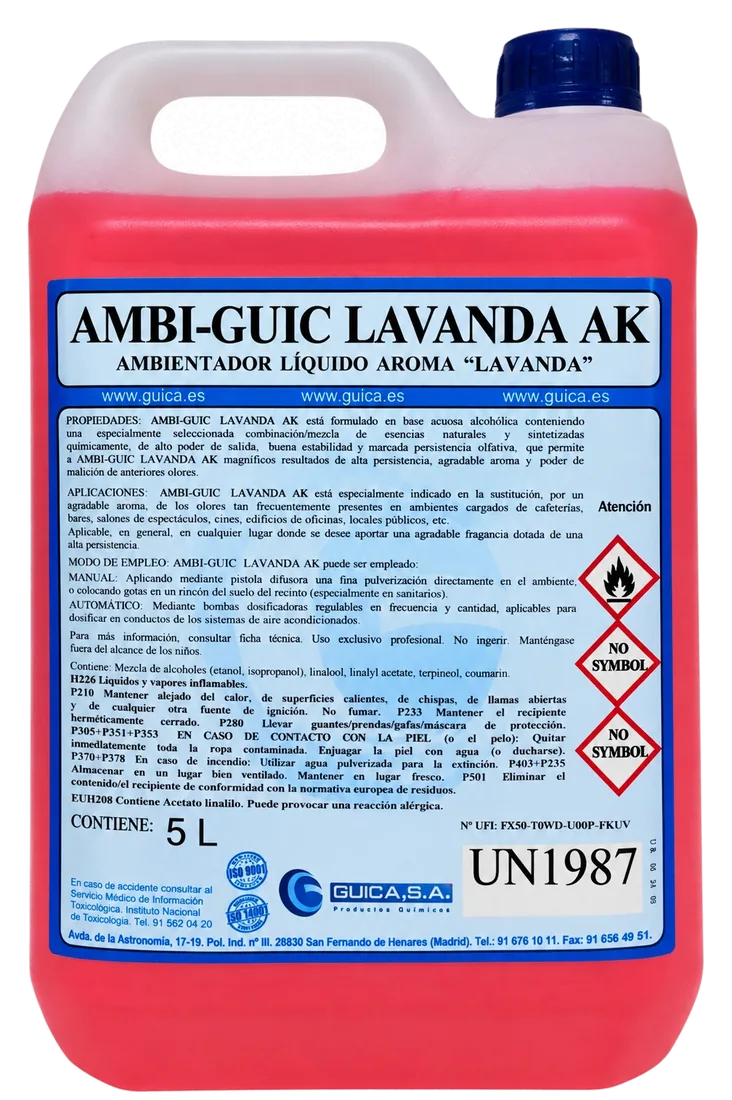 AMBI-GUIC LAVANDA AK
AMBIENTADOR LÍQUIDO AROMA “LAVANDA”
www.guica.es www.guica.es www.guica.es
PROPIEDADES: AMBI-GUIC LAVANDA AK está formulado en base acuosa alcohólica conteniendo
una especialmente seleccionada combinación/mezcla de esencias naturales y sintetizadas
químicamente, de alto poder de salida, buena estabilidad y marcada persistencia olfativa, que permite
a AMBI-GUIC LAVANDA AK magníficos resultados de alta persistencia, agradable aroma y poder de
malición de anteriores olores.
APLICACIONES: AMBI-GUIC LAVANDA AK está especialmente indicado en la sustitución, por un
agradable aroma, de los olores tan frecuentemente presentes en ambientes cargados de cafeterías,
bares, salones de espectáculos, cines, edificios de oficinas, locales públicos, etc.
Aplicable, en general, en cualquier lugar donde se desee aportar una agradable fragancia dotada de una
alta persistencia.
Atención
MODO DE EMPLEO: AMBI-GUIC LAVANDA AK puede ser empleado:
MANUAL: Aplicando mediante pistola difusora una fina pulverización directamente en el ambiente,
o colocando gotas en un rincón del suelo del recinto (especialmente en sanitarios).
AUTOMÁTICO: Mediante bombas dosificadoras regulables en frecuencia y cantidad, aplicables para
dosificar en conductos de los sistemas de aire acondicionados.
Para más información, consultar ficha técnica. Uso exclusivo profesional. No ingerir. Manténgase
fuera del alcance de los niños.
NO
SYMBOL
Contiene: Mezcla de alcoholes (etanol, isopropanol), linalool, linalyl acetate, terpineol, coumarin.
H226 Líquidos y vapores inflamables.
P210 Mantener alejado del calor, de superficies calientes, de chispas, de llamas abiertas
y de cualquier otra fuente de ignición. No fumar. P233 Mantener el recipiente
herméticamente cerrado. P280 Llevar guantes/prendas/gafas/máscara de protección.
P305+P351+P353 EN CASO DE CONTACTO CON LA PIEL (o el pelo): Quitar
inmedlatemente toda la ropa contaminada. Enjuagar la piel con agua (o ducharse).
P370+P378 En caso de incendio: Utilizar agua pulverizada para la extinción. P403+P235
Almacenar en un lugar bien ventilado. Mantener en lugar fresco. P501 Eliminar el
contenido/el recipiente de conformidad con la normativa europea de residuos.
NO
SYMBOL
EUH208 Contiene Acetato linalilo. Puede provocar una reacción alérgica.
CONTIENE: 5 L
Nº UFI: FX50-T0WD-U00P-FKUV
UN1987
En caso de accidente consultar al
Servicio Médico de Información
Toxicológica. Instituto Nacional
de Toxicología. Tel. 91 562 04 20
ISO 9001
ISO 1400
GUICA,S.A.
Productos Químicos
Avda. de la Astronomía, 17-19. Pol. Ind. nº III. 28830 San Fernando de Henares (Madrid). Tel.: 91 676 10 11. Fax: 91 656 49 51.